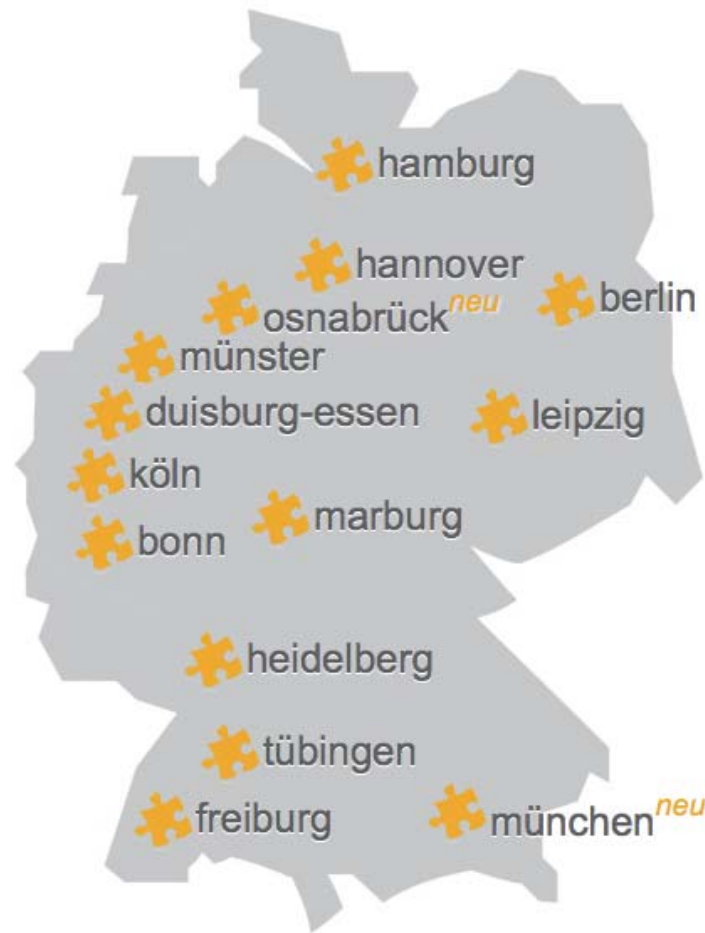 hamburg
hannover
osnabrück neu
berlin
münster
duisburg-essen
leipzig
köln
marburg
bonn
heidelberg
tübingen
freiburg
münchen neu